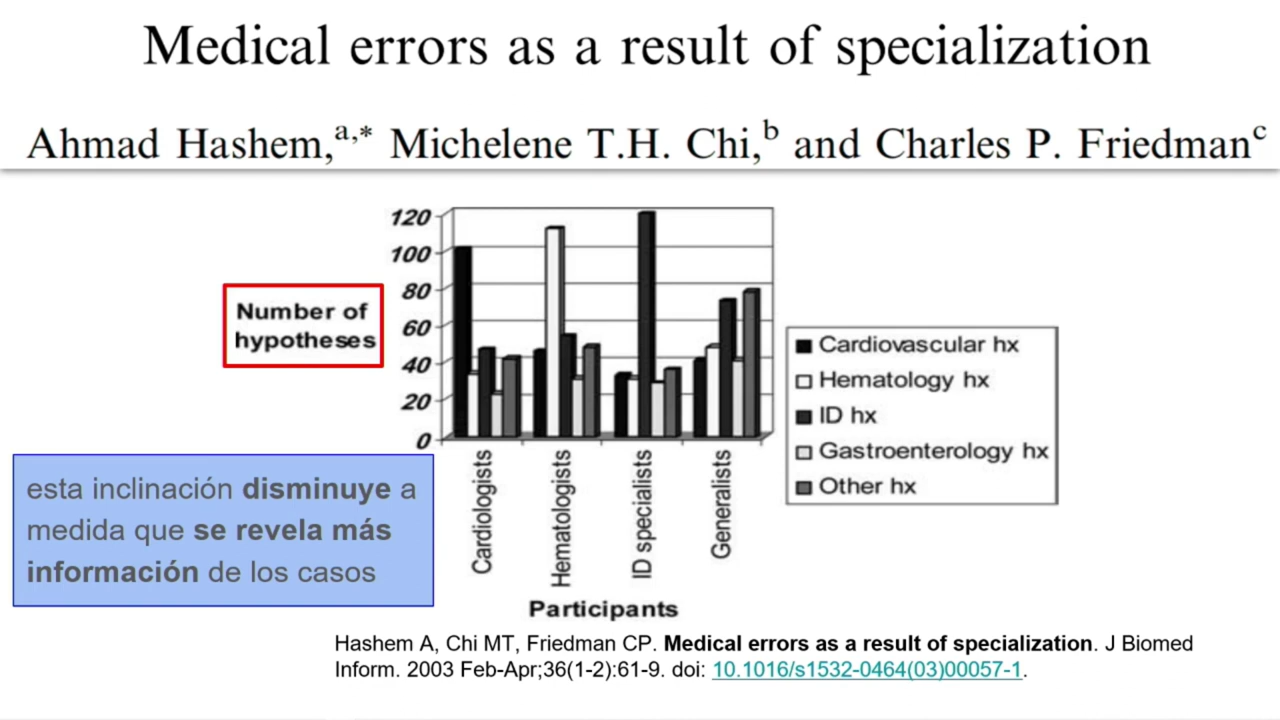 Medical errors as a result of specialization
Ahmad Hashem,a,* Michelene T.H. Chi,b and Charles P. Friedmanc
Number of
hypotheses
120
100
80
60
40
20
0
Cardiologists
Hematologists
ID specialists
Generalists
Participants
Cardiovascular hx
Hematology hx
ID hx
Gastroenterology hx
Other hx
esta inclinación disminuye a
medida que se revela más
información de los casos
Hashem A, Chi MT, Friedman CP. Medical errors as a result of specialization. J Biomed
Inform. 2003 Feb-Apr;36(1-2):61-9. doi: 10.1016/s1532-0464(03)00057-1.